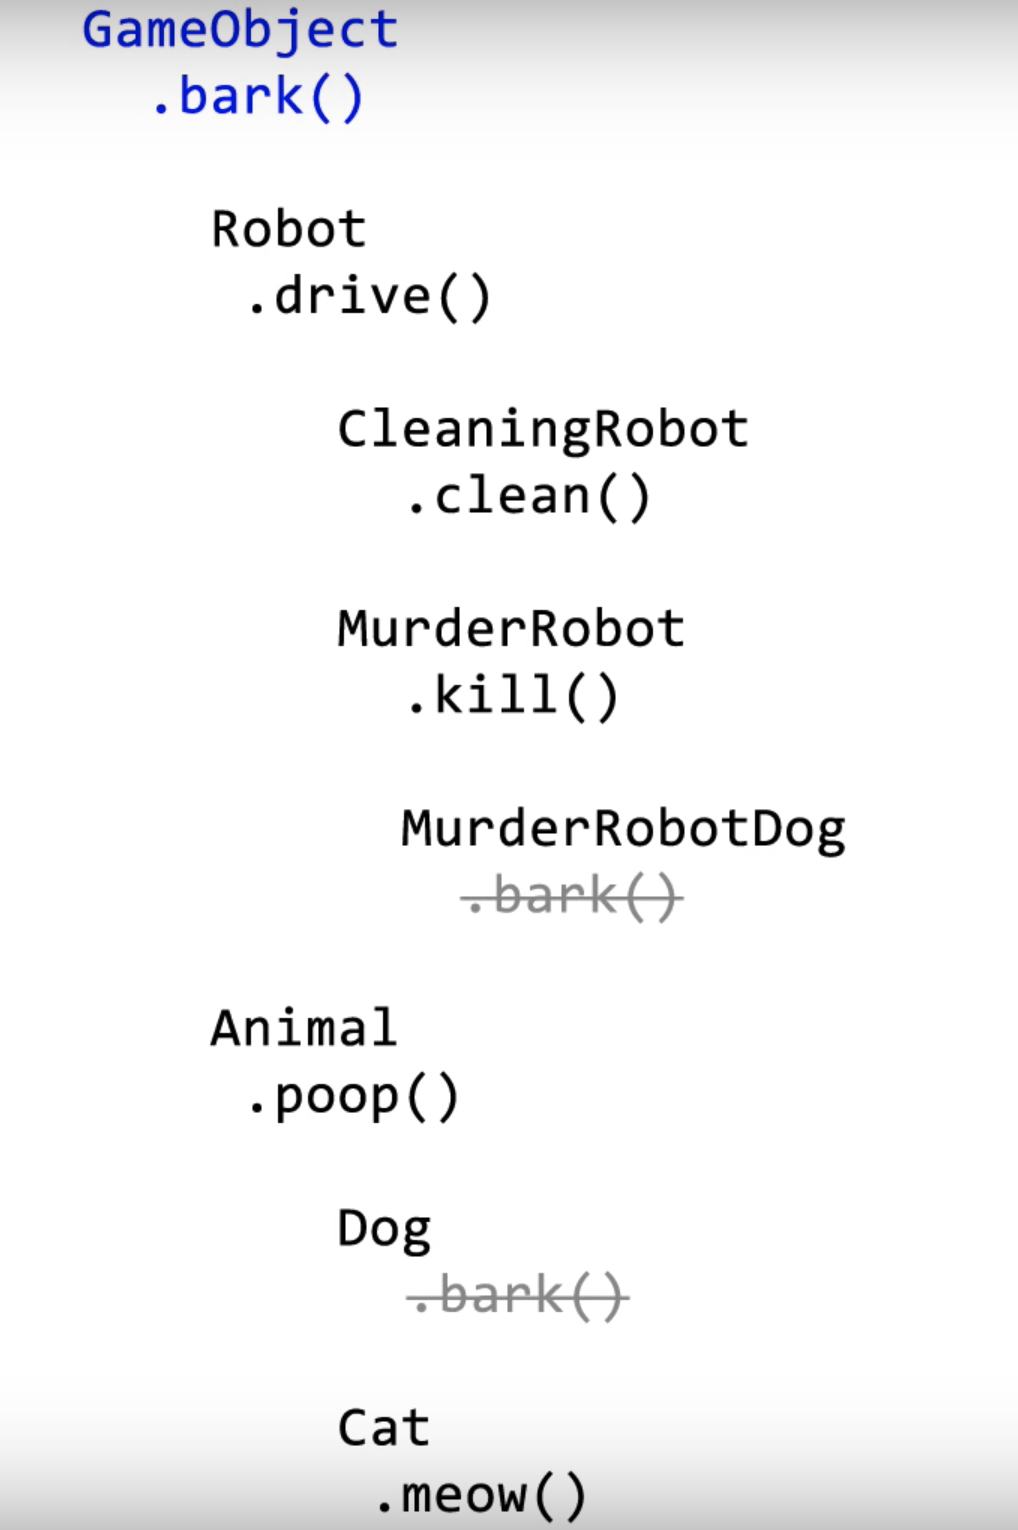 GameObject
.bark()
Robot
.drive()
CleaningRobot
.clean()
MurderRobot
.kill()
MurderRobotDog
.bark()
Animal
.poop()
Dog
.bark()
Cat
.meow()